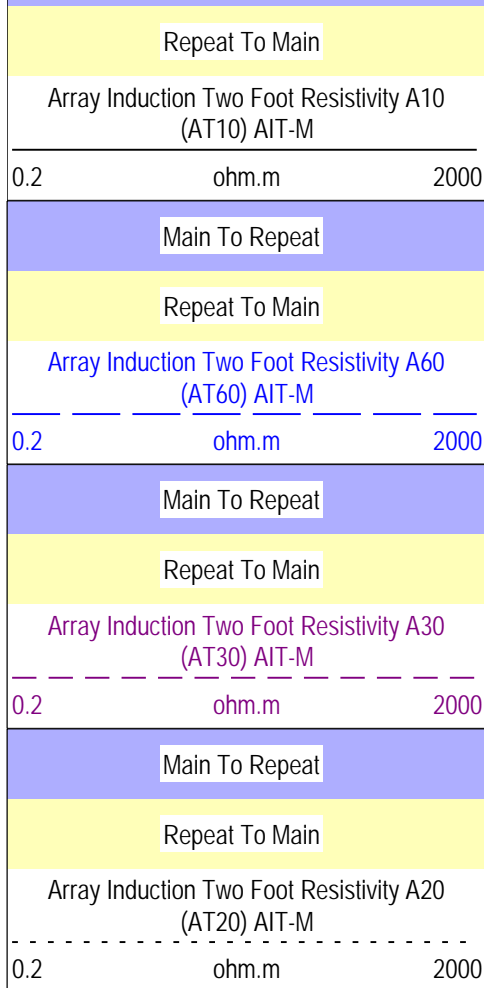 Repeat To Main
Array Induction Two Foot Resistivity A10
(AT10) AIT-M
0.2 ohm.m 2000
Main To Repeat
Repeat To Main
Array Induction Two Foot Resistivity A60
(AT60) AIT-M
0.2 ohm.m 2000
Main To Repeat
Repeat To Main
Array Induction Two Foot Resistivity A30
(AT30) AIT-M
0.2 ohm.m 2000
Main To Repeat
Repeat To Main
Array Induction Two Foot Resistivity A20
(AT20) AIT-M
0.2 ohm.m 2000